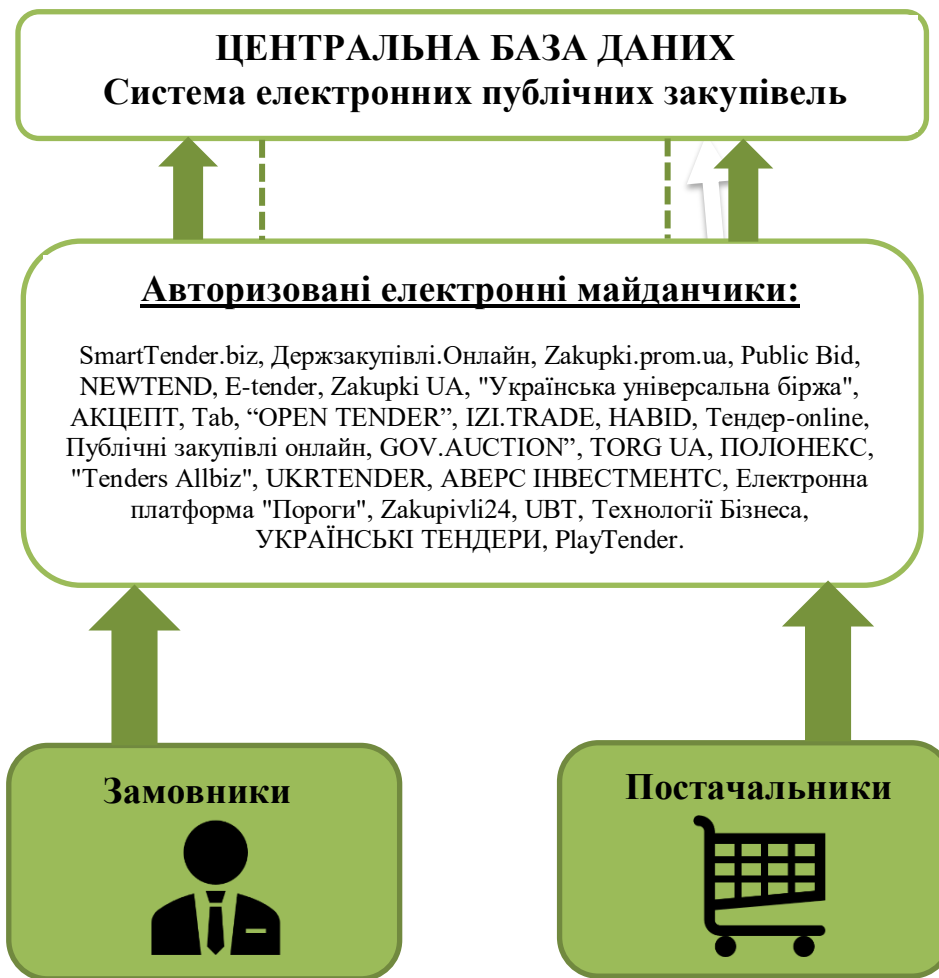 ЦЕНТРАЛЬНА БАЗА ДАНИХ
Система електронних публічних закупівель
Авторизовані електронні майданчики:
SmartTender.biz, Держзакупівлі.Онлайн, Zakupki.prom.ua, Public Bid,
NEWTEND, E-tender, Zakupki UA, "Українська універсальна біржа",
АКЦЕПТ, Tab, “OPEN TENDER”, IZI.TRADE, HABID, Тендер-online,
Публічні закупівлі онлайн, GOV.AUCTION”, TORG UA, ПОЛОНЕКС,
"Tenders Allbiz", UKRTENDER, АВЕРС ІНВЕСТМЕНТС, Електронна
платформа "Пороги", Zakupivli24, UBT, Технології Бізнеса,
УКРАЇНСЬКІ ТЕНДЕРИ, PlayTender.
Замовники
Постачальники